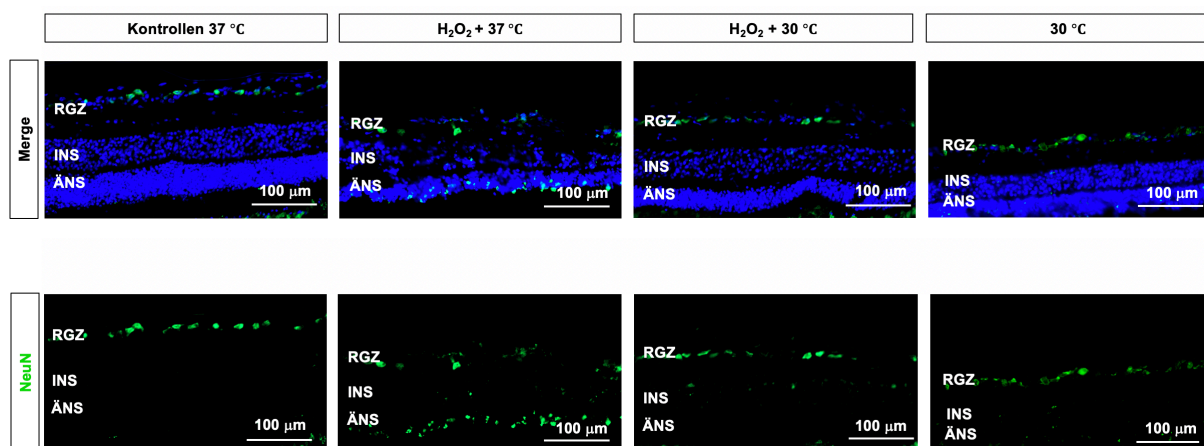 Kontrollen 37 °C
H₂O₂ + 37 °C
H₂O₂ + 30 °C
30 °C
Merge
RGZ
INS
ÄNS
100 µm
RGZ
INS
ÄNS
100 µm
RGZ
INS
ÄNS
100 µm
RGZ
INS
ÄNS
100 µm
NeuN
RGZ
INS
ÄNS
100 µm
RGZ
INS
ÄNS
100 µm
RGZ
INS
ÄNS
100 µm
RGZ
INS
ÄNS
100 µm